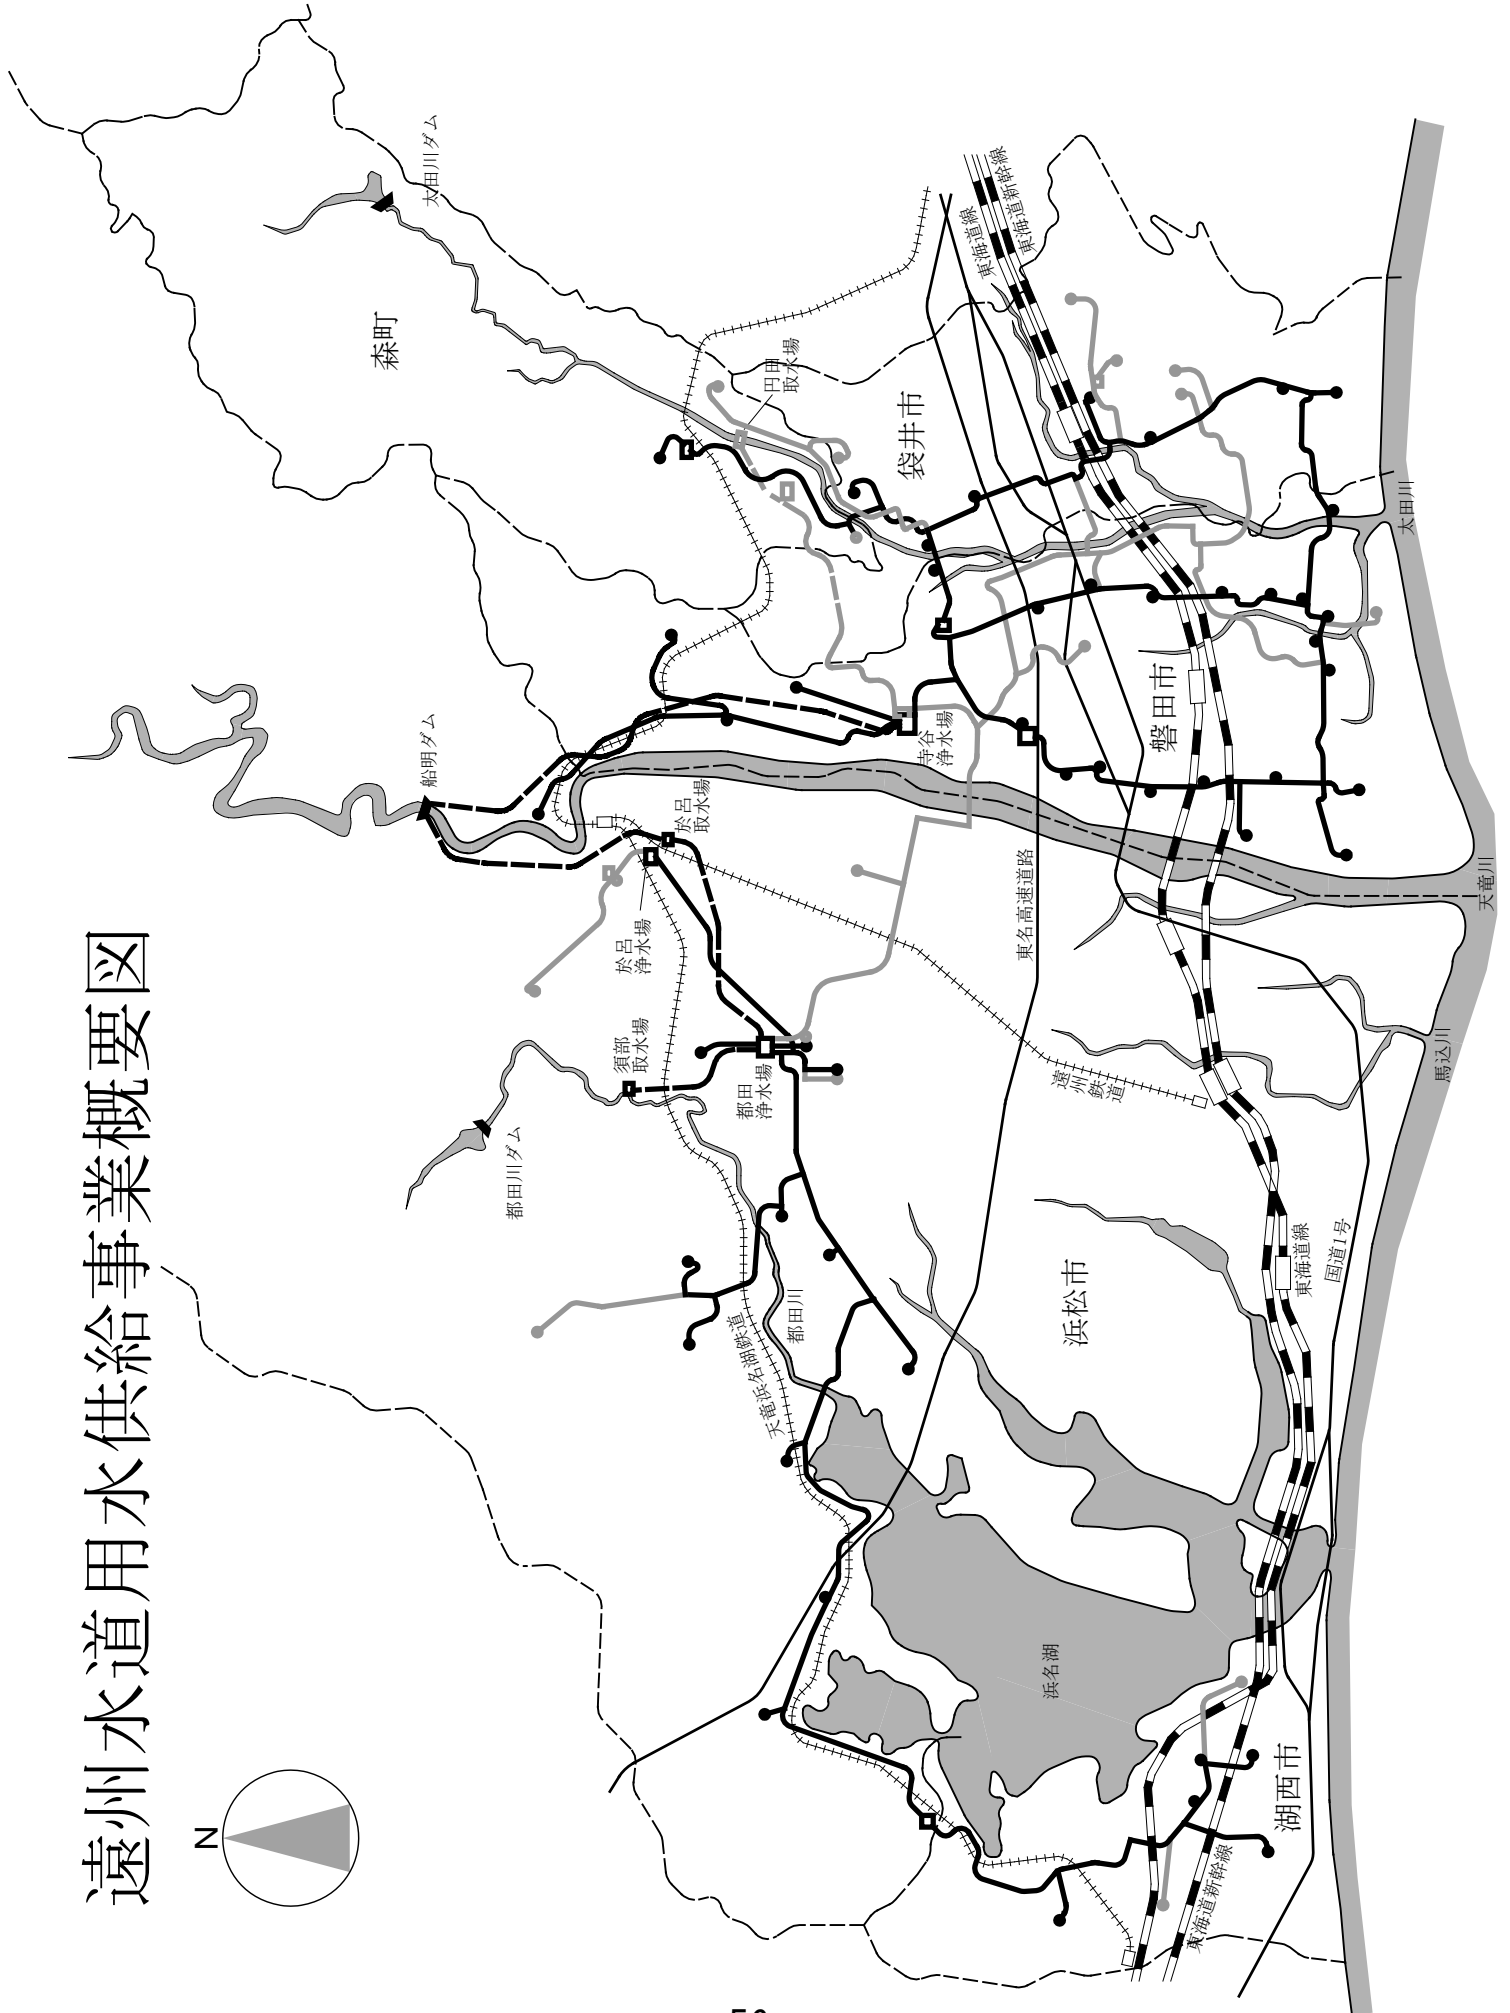 遠州水道用水供給事業概要図
N
森町
太田川ダム
船明ダム
都田川ダム
円田
取水場
東海道線
東海道新幹線
袋井市
太田川
磐田市
寺谷
浄水場
於呂
取水場
於呂
浄水場
須部
取水場
都田
浄水場
東名高速道路
天竜川
馬込川
遠州鉄道
都田川
天竜浜名湖鉄道
浜松市
東海道線
国道1号
浜名湖
湖西市
東海道新幹線